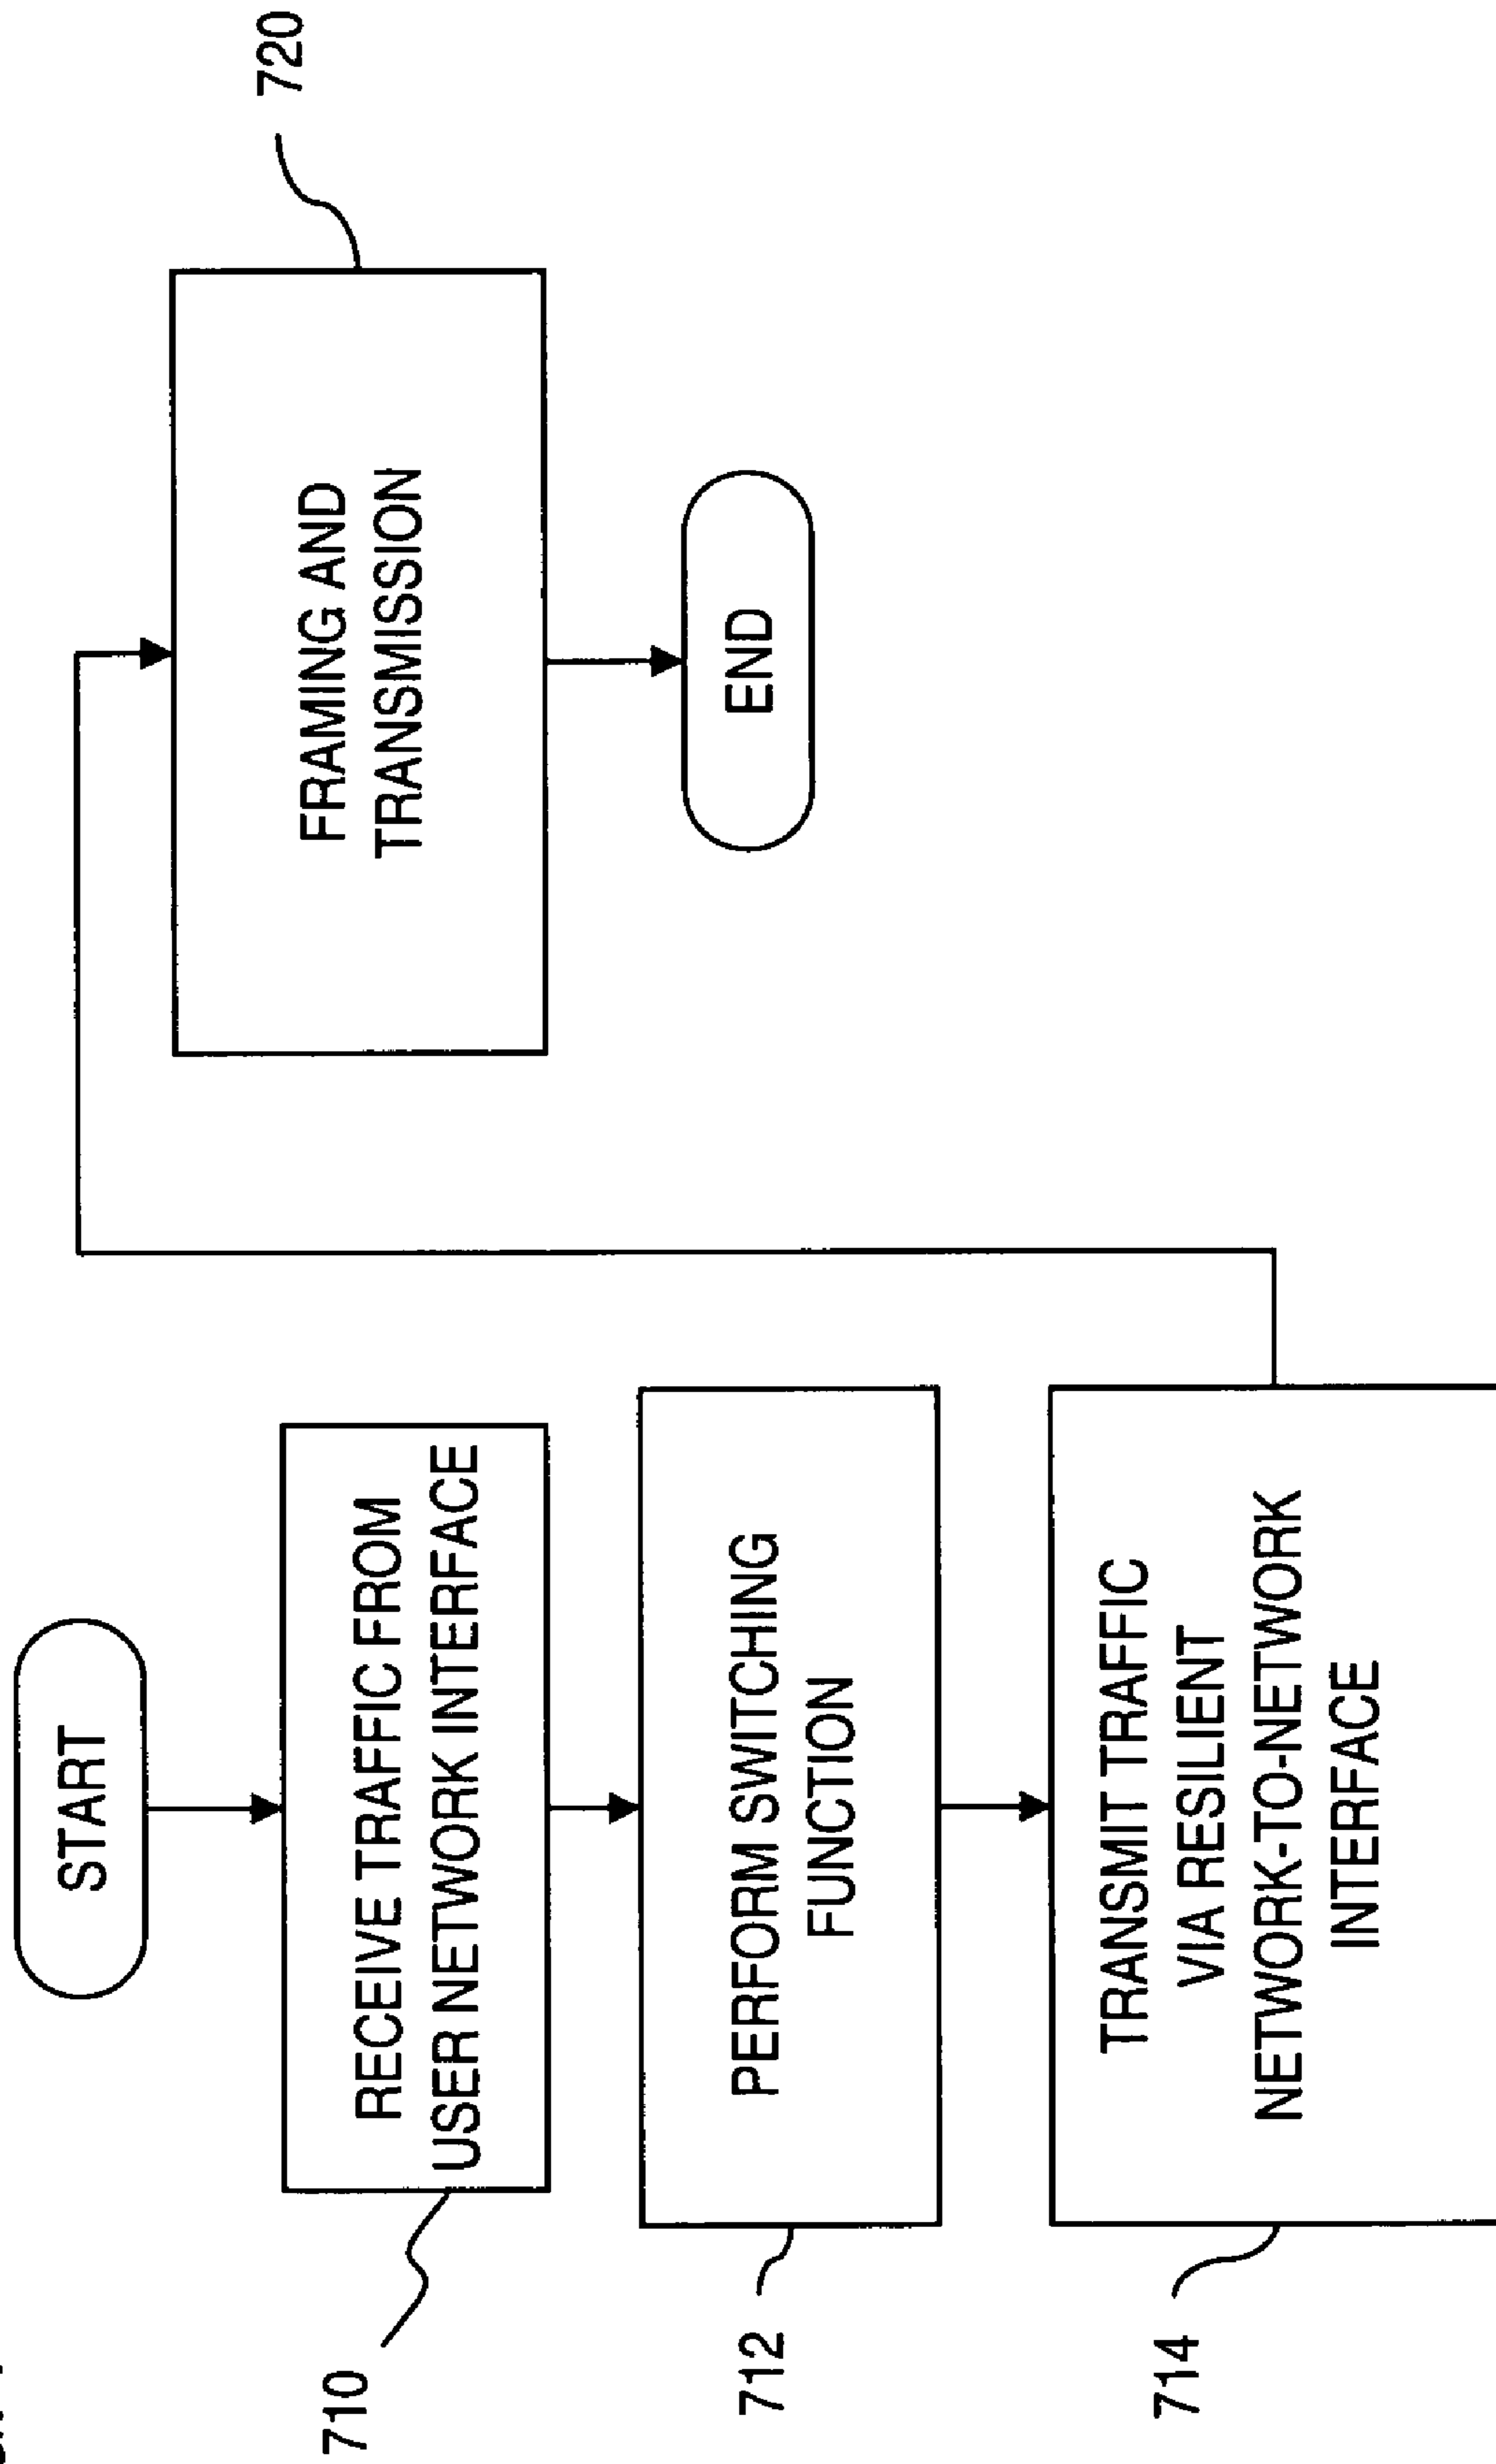 START
710
RECEIVE TRAFFIC FROM
USER NETWORK INTERFACE
712
PERFORM SWITCHING
FUNCTION
714
TRANSMIT TRAFFIC
VIA RESILIENT
NETWORK-TO-NETWORK
INTERFACE
720
FRAMING AND
TRANSMISSION
END